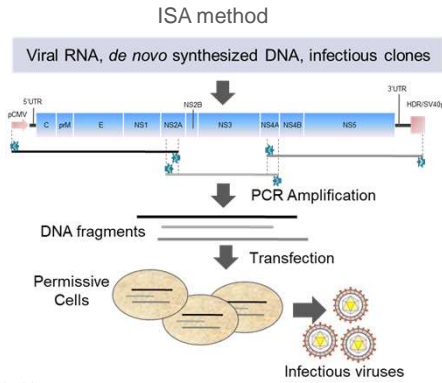 ISA method
Viral RNA, de novo synthesized DNA, infectious clones
pCMV
5'UTR
NS2B
3'UTR
HDR/SV40pA
C prM E NS1 NS2A NS3 NS4A NS4B NS5
PCR Amplification
DNA fragments
Transfection
Permissive
Cells
Infectious viruses